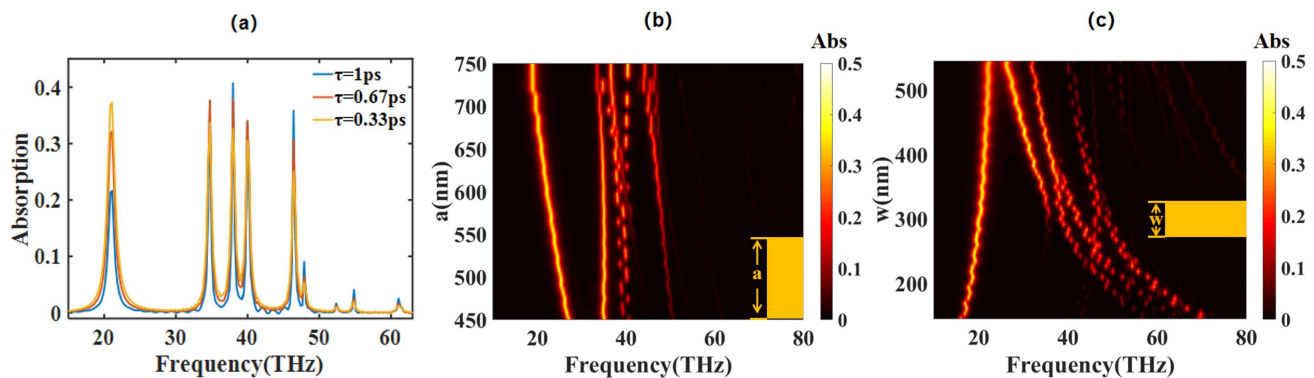 (a)
0.4
0.3
0.2
0.1
0
Absorption
τ=1ps
τ=0.67ps
τ=0.33ps
20 30 40 50 60
Frequency(THz)
(b)
Abs
750
700
650
600
550
500
450
a(nm)
a
20 40 60 80
Frequency(THz)
0.5
0.4
0.3
0.2
0.1
0
(c)
Abs
500
400
300
200
w(nm)
w
20 40 60 80
Frequency(THz)
0.5
0.4
0.3
0.2
0.1
0